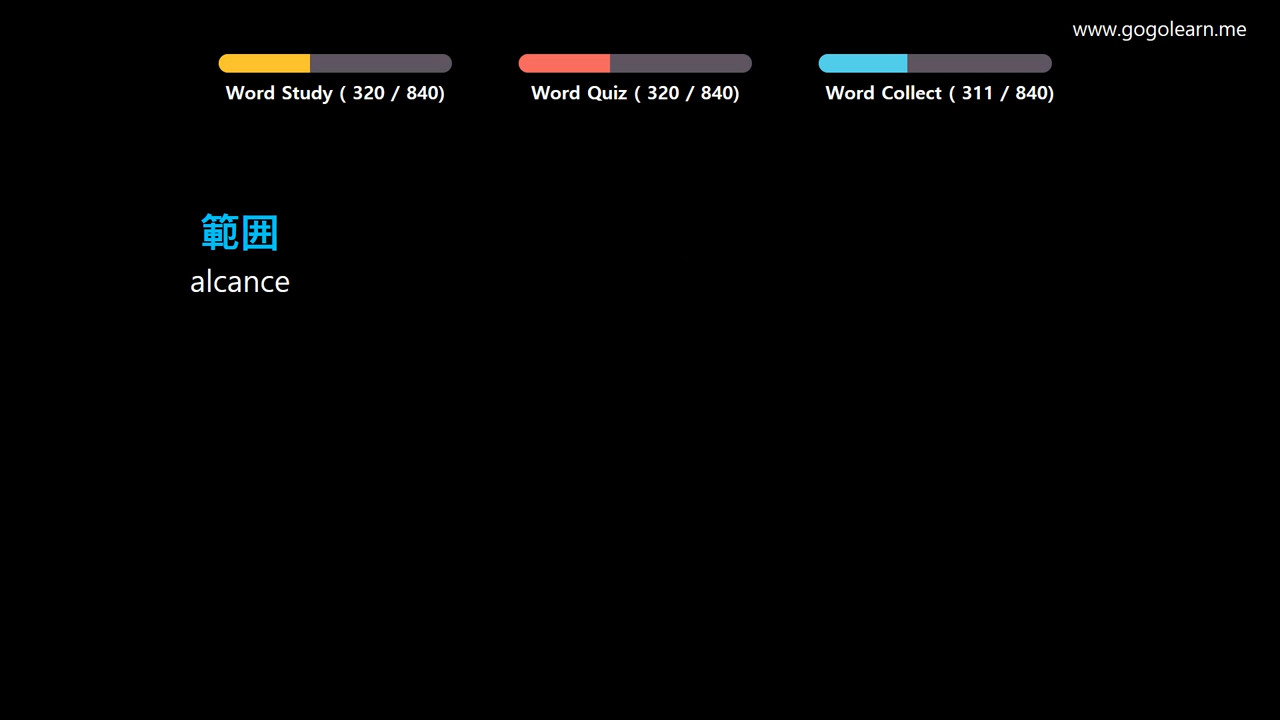 www.gogolearn.me
Word Study ( 320 / 840)
Word Quiz ( 320 / 840)
Word Collect ( 311 / 840)
範囲
alcance